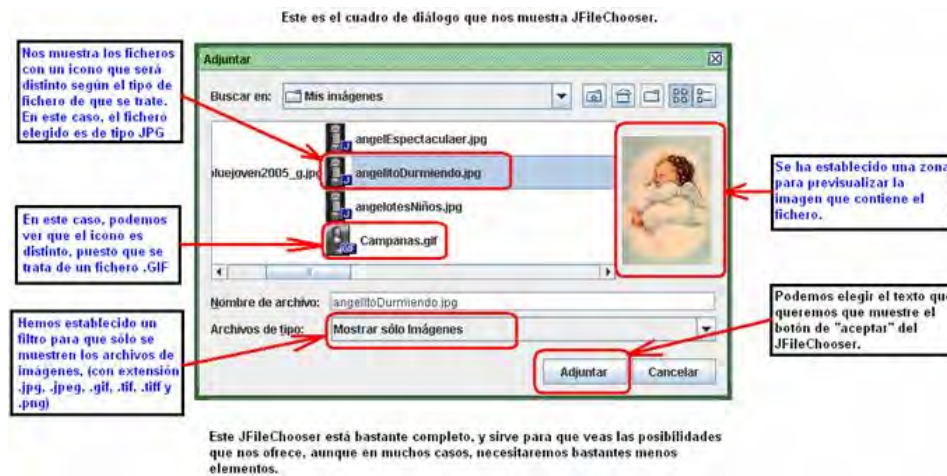 Este es el cuadro de diálogo que nos muestra JFileChooser.
Nos muestra los ficheros
con un icono que será
distinto según el tipo de
fichero de que se trate.
En este caso, el fichero
elegido es de tipo JPG
En este caso, podemos
ver que el icono es
distinto, puesto que se
trata de un fichero .GIF
Hemos establecido un
filtro para que sólo se
muestren los archivos de
imágenes, (con extensión
.jpg, .jpeg, .gif, .tif, .tiff y
.png)
Adjuntar
Buscar en: Mis imágenes
angelEspectaculaer.jpg
oluejoven2005_g.jpg angelitoDurmiendo.jpg
angelotesNiños.jpg
Campanas.gif
Nombre de archivo: angelitoDurmiendo.jpg
Archivos de tipo: Mostrar sólo Imágenes
Adjuntar Cancelar
Se ha establecido una zona
para previsualizar la
imagen que contiene el
fichero.
Podemos elegir el texto que
queremos que muestre el
botón de "aceptar" del
JFileChooser.
Este JFileChooser está bastante completo, y sirve para que veas las posibilidades
que nos ofrece, aunque en muchos casos, necesitaremos bastantes menos
elementos.